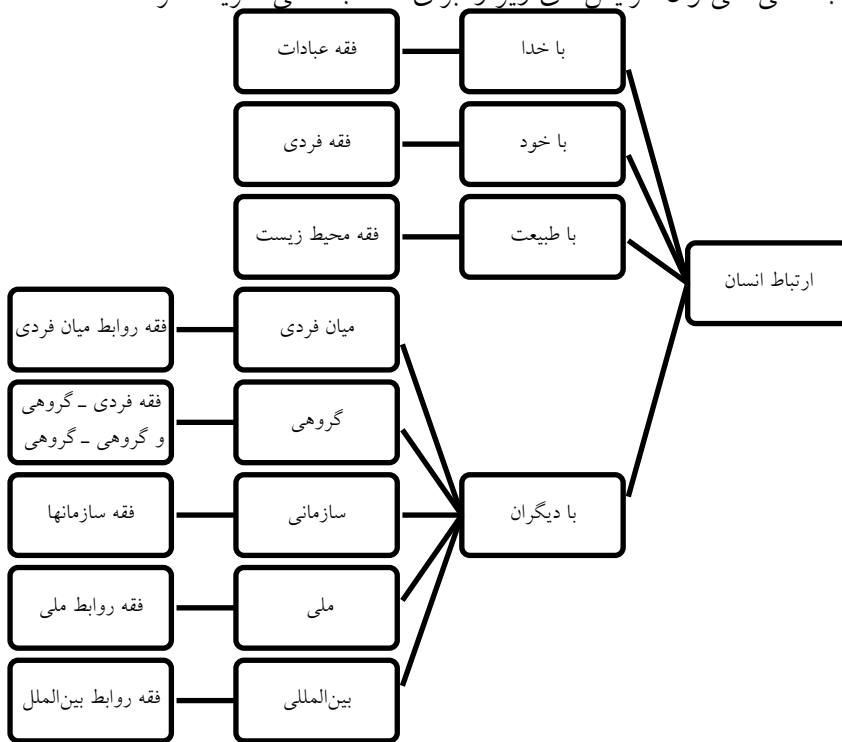 با خدا
فقه عبادات
با خود
فقه فردی
با طبیعت
فقه محیط زیست
ارتباط انسان
میان فردی
فقه روابط میان فردی
گروهی
فقه فردی ـ گروهی
و گروهی ـ گروهی
با دیگران
سازمانی
فقه سازمانها
ملی
فقه روابط ملی
بین‌المللی
فقه روابط بین‌الملل